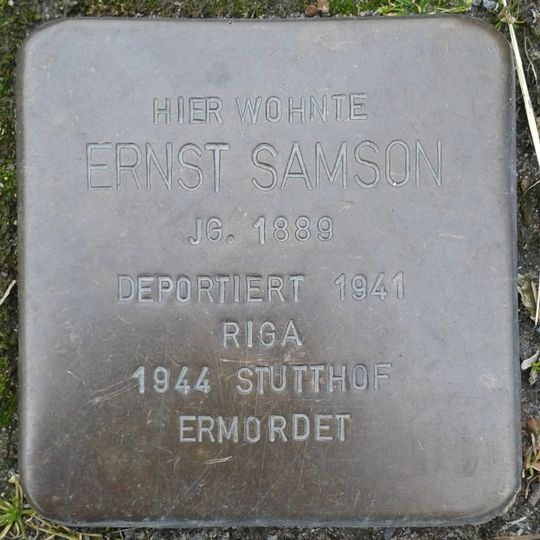 HIER WOHNTE
ERNST SAMSON
JG. 1889
DEPORTIERT 1941
RIGA
1944 STUTTHOF
ERMORDET